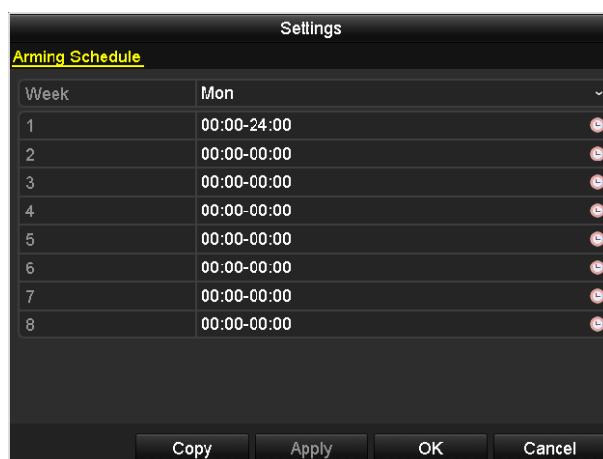 Settings
Arming Schedule
Week Mon
1 00:00-24:00
2 00:00-00:00
3 00:00-00:00
4 00:00-00:00
5 00:00-00:00
6 00:00-00:00
7 00:00-00:00
8 00:00-00:00
Copy Apply OK Cancel